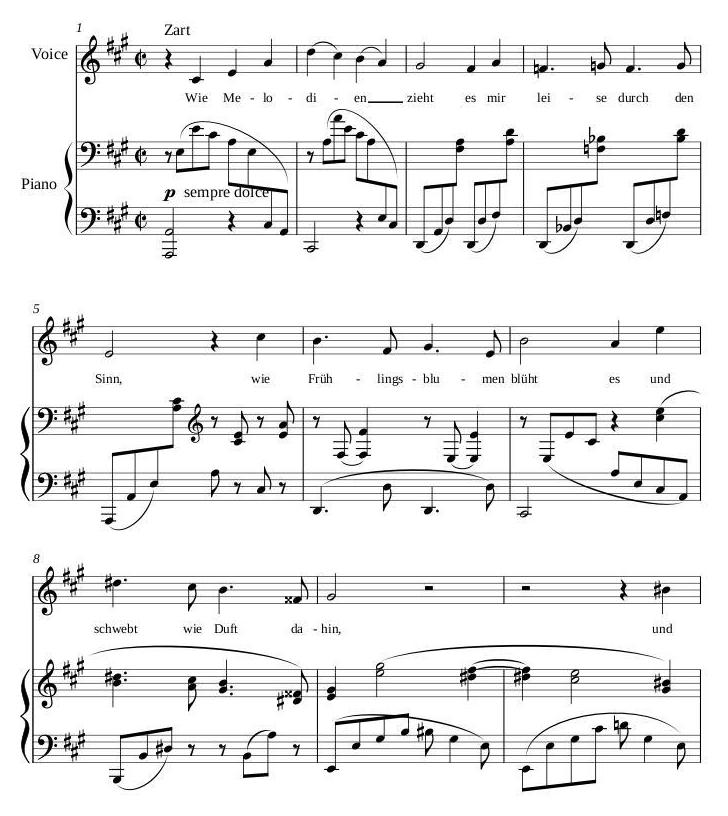 1
Zart
Voice
Wie Me - lo - di - en zieht es mir lei - se durch den
Piano
p sempre dolce
5
Sinn, wie Früh - lings - blu - men blüht es und
8
schwebt wie Duft da - hin, und